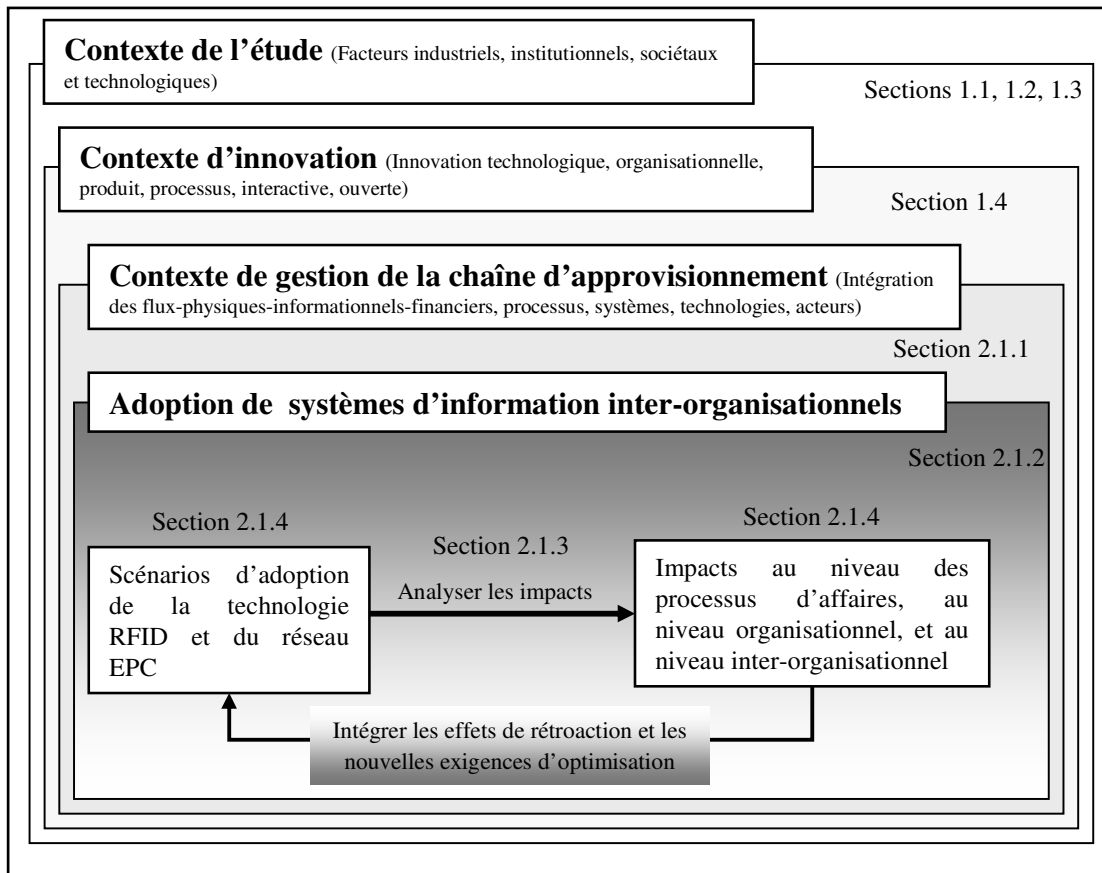 Contexte de l'étude (Facteurs industriels, institutionnels, sociétaux
et technologiques)
Sections 1.1, 1.2, 1.3
Contexte d'innovation (Innovation technologique, organisationnelle,
produit, processus, interactive, ouverte)
Section 1.4
Contexte de gestion de la chaîne d'approvisionnement (Intégration
des flux-physiques-informationnels-financiers, processus, systèmes, technologies, acteurs)
Section 2.1.1
Adoption de systèmes d'information inter-organisationnels
Section 2.1.2
Section 2.1.4
Scénarios d'adoption
de la technologie
RFID et du réseau
EPC
Section 2.1.3
Analyser les impacts
Section 2.1.4
Impacts au niveau des
processus d'affaires, au
niveau organisationnel, et au
niveau inter-organisationnel
Intégrer les effets de rétroaction et les
nouvelles exigences d'optimisation